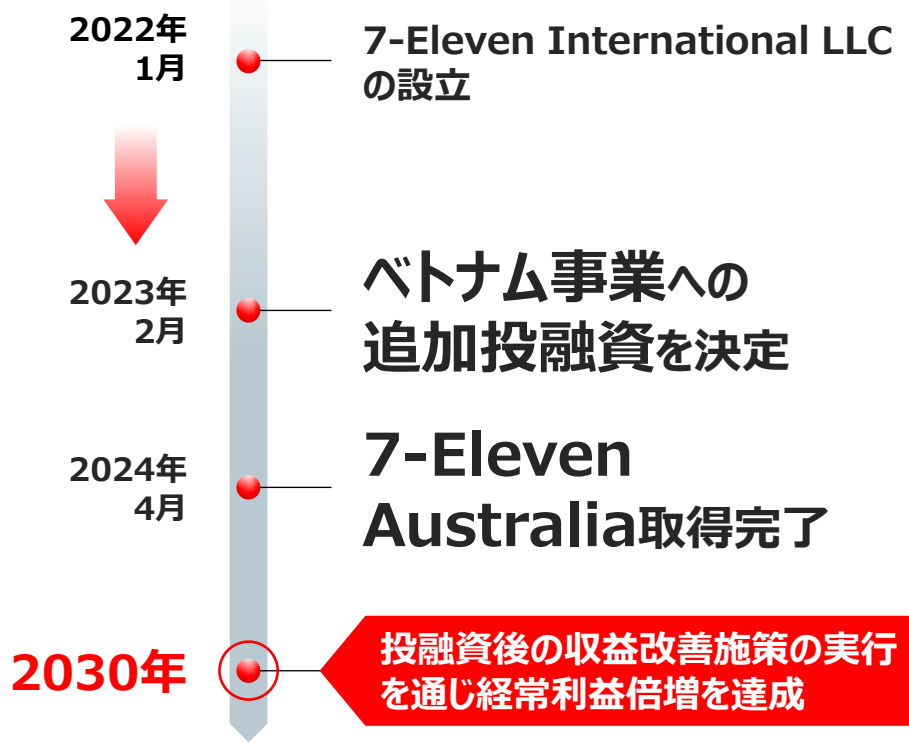 2022年
1月
7-Eleven International LLC
の設立
2023年
2月
ベトナム事業への
追加投融資を決定
2024年
4月
7-Eleven
Australia取得完了
2030年
投融資後の収益改善施策の実行
を通じ経常利益倍増を達成